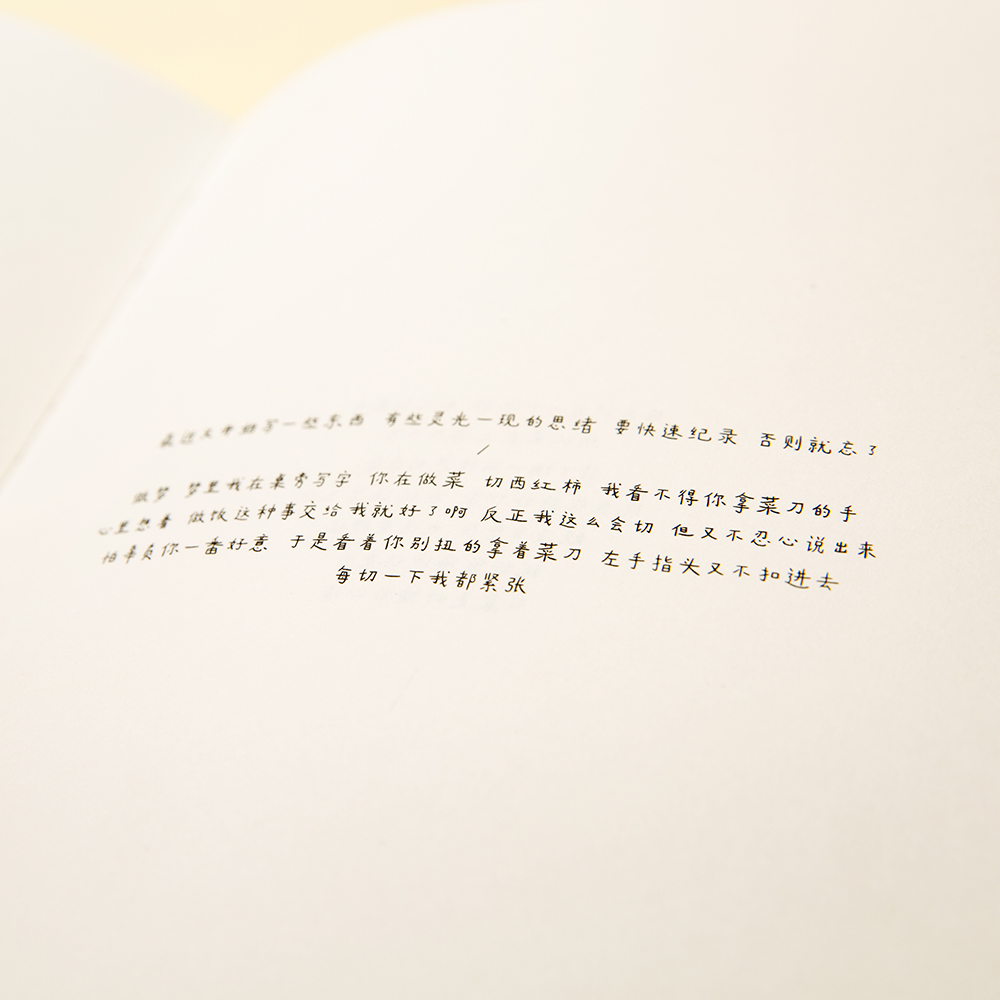 最近又开始写一些东西 有些灵光一现的思绪 要快速纪录 否则就忘了
/
做梦 梦里我在桌旁写字 你在做菜 切西红柿 我看不得你拿菜刀的手
心里想着 做饭这种事交给我就好了啊 反正我这么会切 但又不忍心说出来
怕辜负你一番好意 于是看着你别扭的拿着菜刀 左手指头又不扣进去
每切一下我都紧张